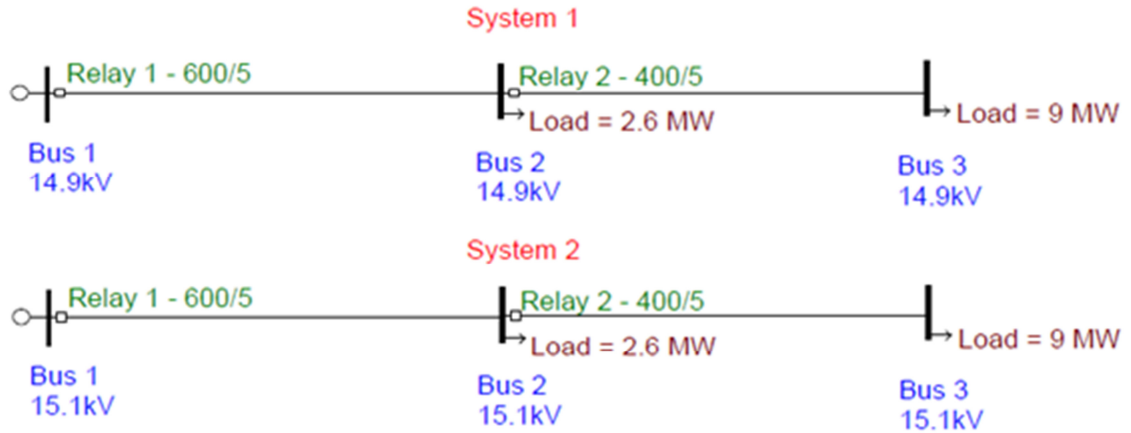 System 1
Relay 1 - 600/5
Relay 2 - 400/5
Load = 2.6 MW
Load = 9 MW
Bus 1
14.9kV
Bus 2
14.9kV
Bus 3
14.9kV
System 2
Relay 1 - 600/5
Relay 2 - 400/5
Load = 2.6 MW
Load = 9 MW
Bus 1
15.1kV
Bus 2
15.1kV
Bus 3
15.1kV